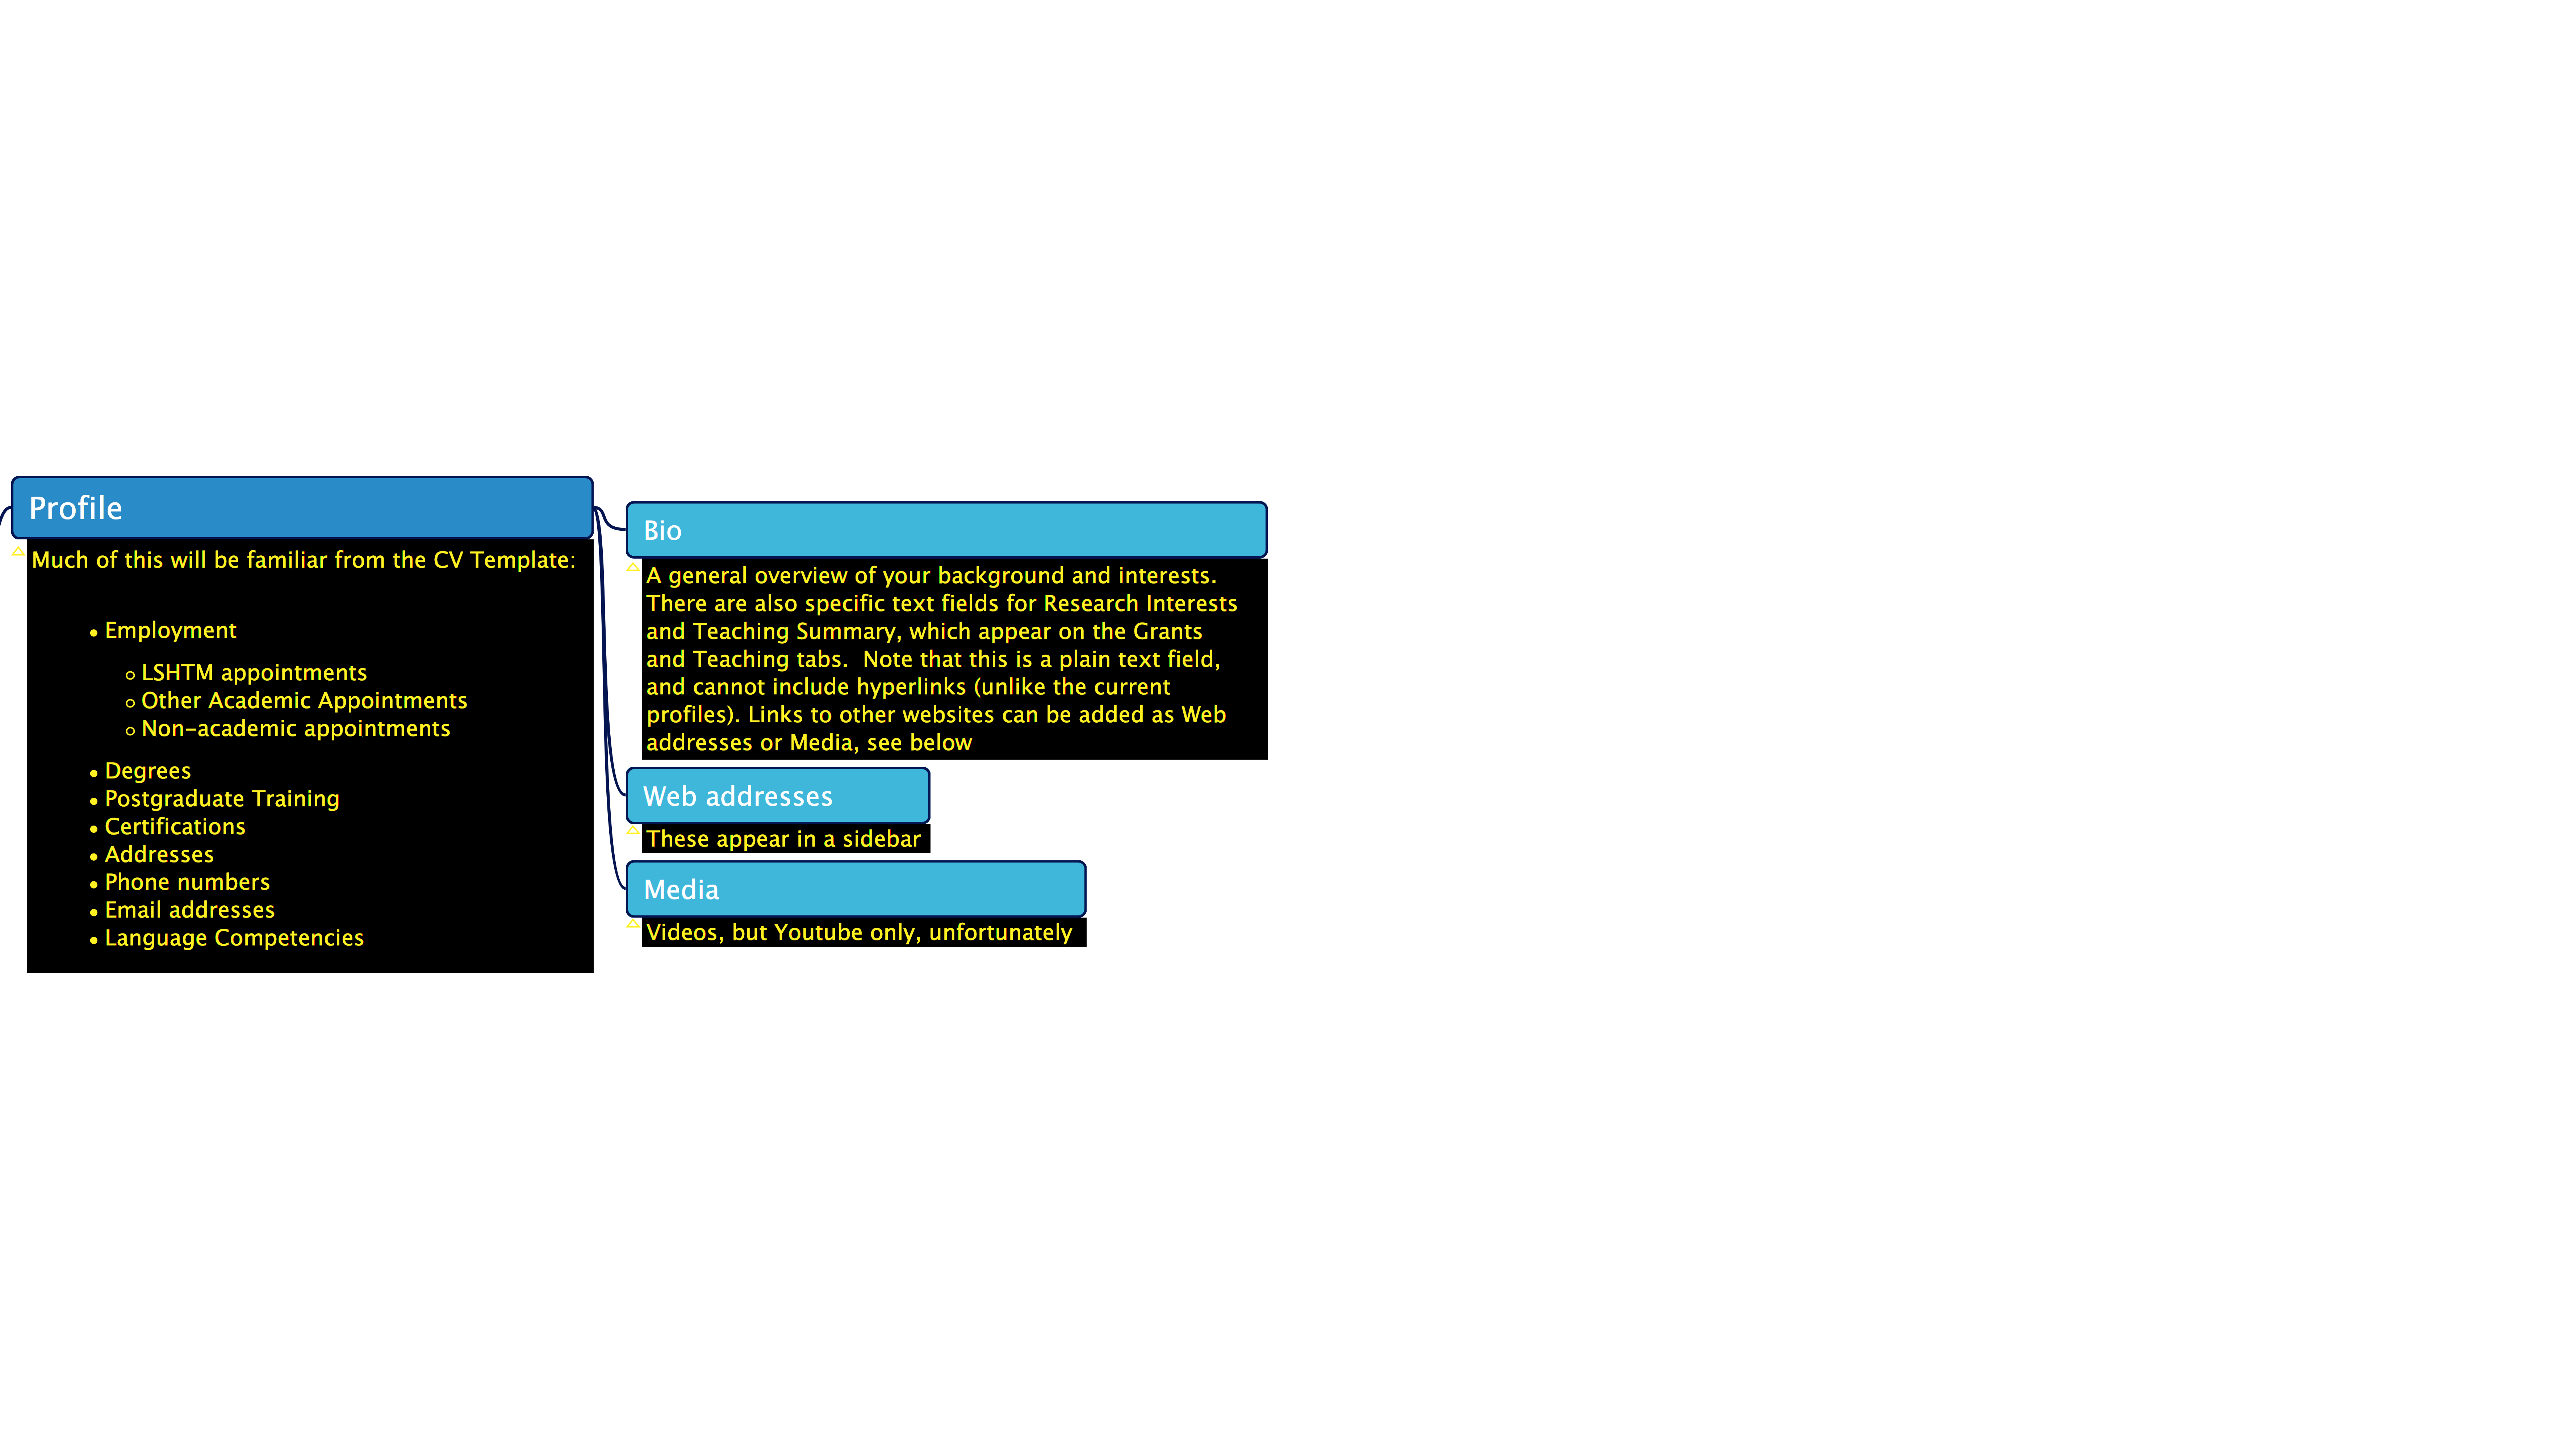 Profile
Much of this will be familiar from the CV Template:
• Employment
○ LSHTM appointments
○ Other Academic Appointments
○ Non-academic appointments
• Degrees
• Postgraduate Training
• Certifications
• Addresses
• Phone numbers
• Email addresses
• Language Competencies
Bio
A general overview of your background and interests.
There are also specific text fields for Research Interests
and Teaching Summary, which appear on the Grants
and Teaching tabs.  Note that this is a plain text field,
and cannot include hyperlinks (unlike the current
profiles). Links to other websites can be added as Web
addresses or Media, see below
Web addresses
These appear in a sidebar
Media
Videos, but Youtube only, unfortunately